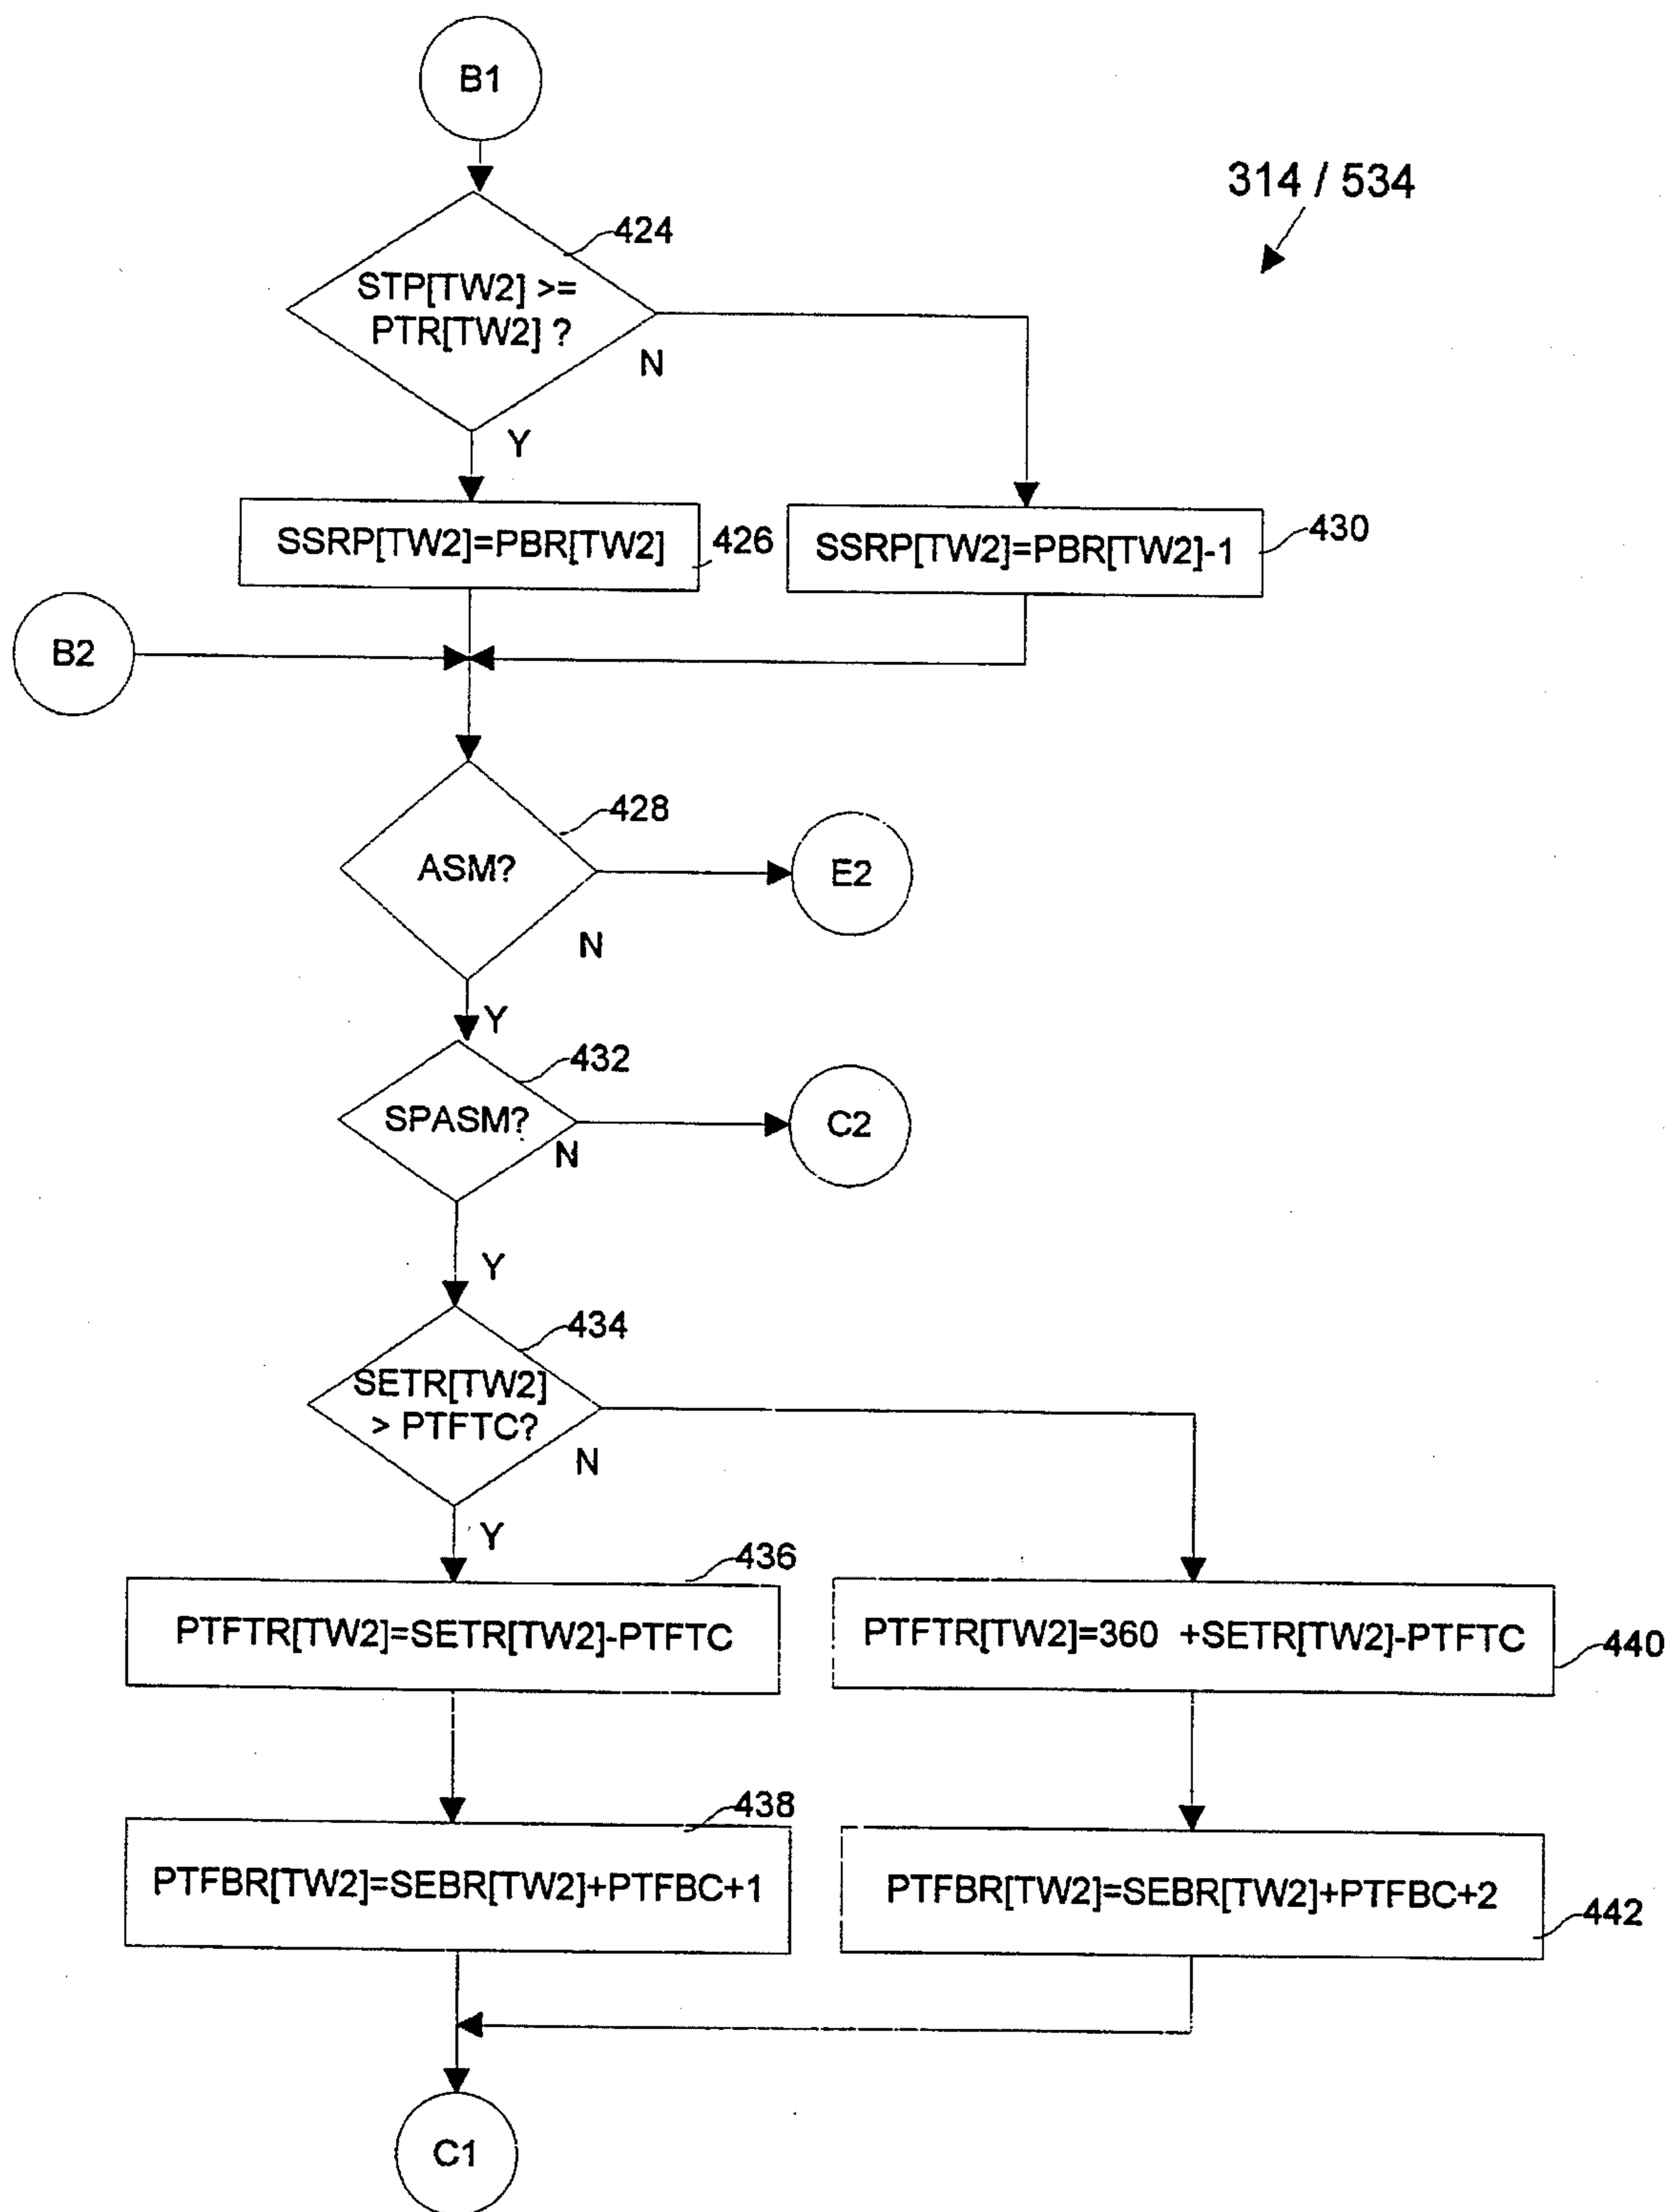 B1
314 / 534
424
STP[TW2] >=
PTR[TW2] ?
N
Y
SSRP[TW2]=PBR[TW2]
426
SSRP[TW2]=PBR[TW2]-1
430
B2
428
ASM?
E2
N
Y
432
SPASM?
C2
N
Y
434
SETR[TW2]
> PTFTC?
N
Y
436
PTFTR[TW2]=SETR[TW2]-PTFTC
PTFTR[TW2]=360 +SETR[TW2]-PTFTC
440
438
PTFBR[TW2]=SEBR[TW2]+PTFBC+1
PTFBR[TW2]=SEBR[TW2]+PTFBC+2
442
C1